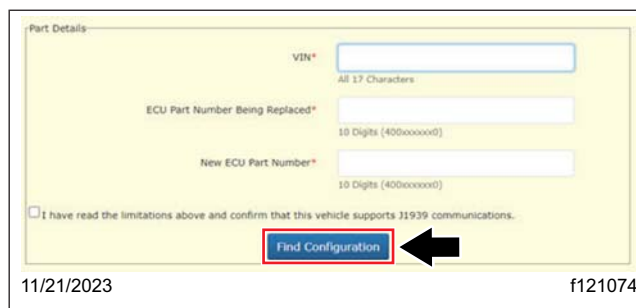 Part Details
VIN*
All 17 Characters
ECU Part Number Being Replaced*
10 Digits (400xxxxxx0)
New ECU Part Number*
10 Digits (400xxxxxx0)
I have read the limitations above and confirm that this vehicle supports J1939 communications.
Find Configuration
11/21/2023 f121074